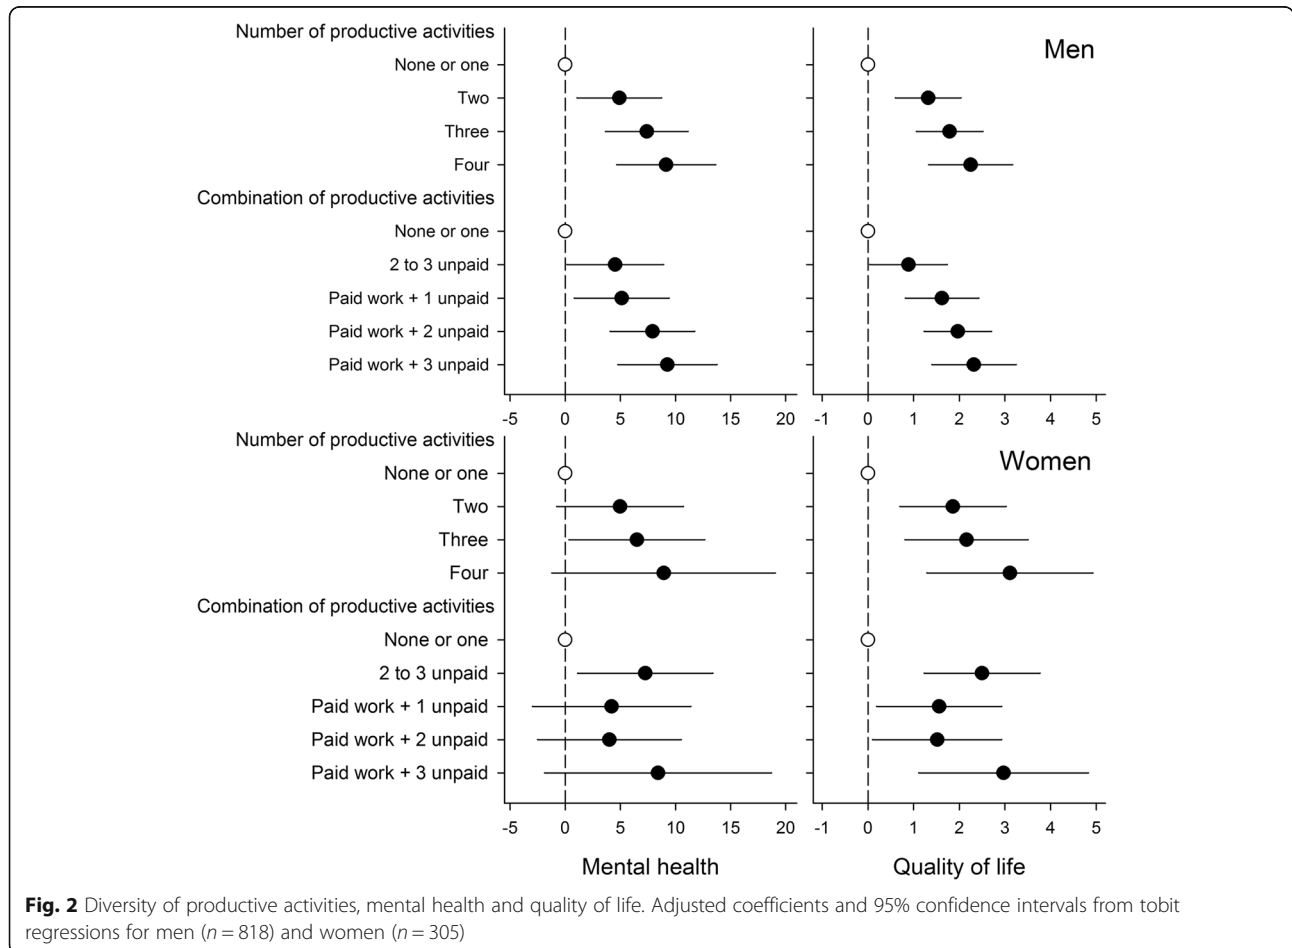 Number of productive activities
Men
None or one
Two
Three
Four
Combination of productive activities
None or one
2 to 3 unpaid
Paid work + 1 unpaid
Paid work + 2 unpaid
Paid work + 3 unpaid
-5 0 5 10 15 20 -1 0 1 2 3 4 5
Number of productive activities
Women
None or one
Two
Three
Four
Combination of productive activities
None or one
2 to 3 unpaid
Paid work + 1 unpaid
Paid work + 2 unpaid
Paid work + 3 unpaid
-5 0 5 10 15 20 -1 0 1 2 3 4 5
Mental health Quality of life
Fig. 2 Diversity of productive activities, mental health and quality of life. Adjusted coefficients and 95% confidence intervals from tobit
regressions for men (n = 818) and women (n = 305)